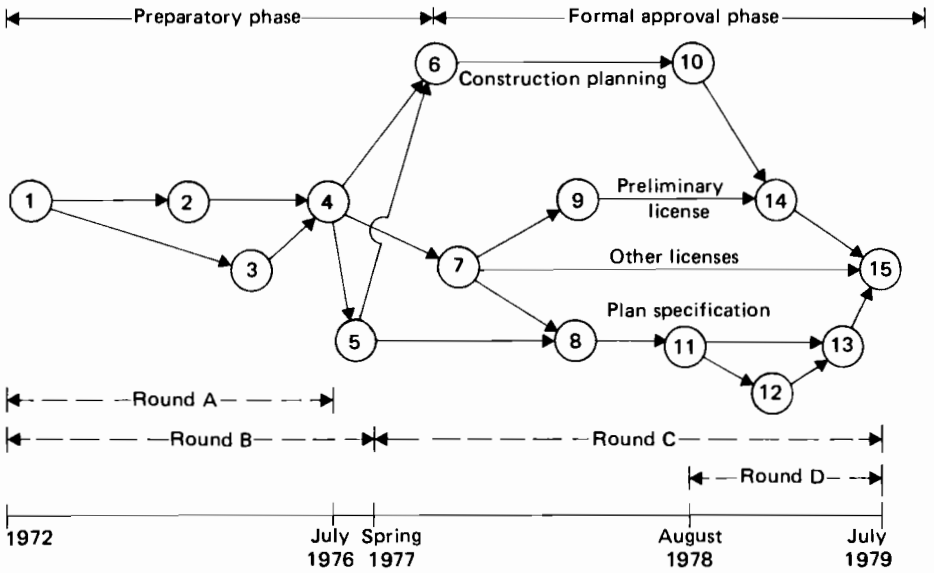 Preparatory phase
Formal approval phase
6
10
Construction planning
1
2
4
9
Preliminary
license
14
3
7
Other licenses
15
5
8
Plan specification
11
13
12
Round A
Round B
Round C
Round D
1972
July
1976
Spring
1977
August
1978
July
1979